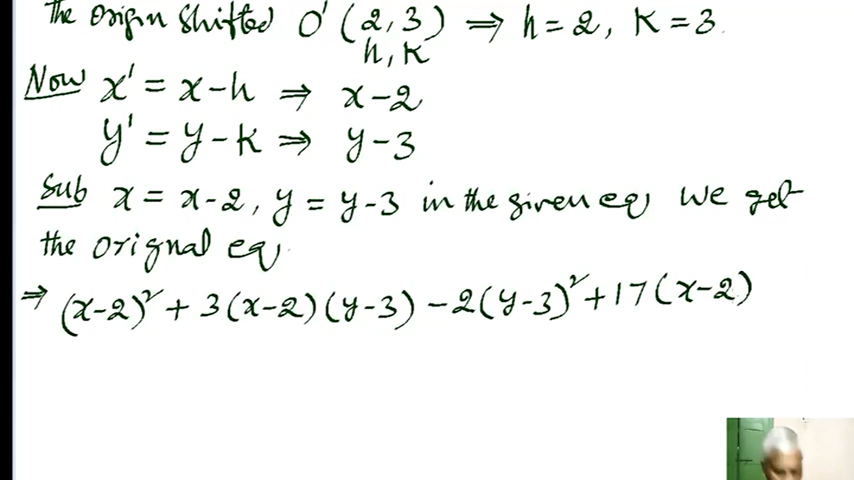 The Origin Shifted O' (2, 3) ⇒ h = 2, K = 3
h, K
Now x' = x-h ⇒ x-2
y' = y-K ⇒ y-3
Sub x = x-2, y = y-3 in the given eq We get
the orignal eq
⇒ (x-2)² + 3(x-2)(y-3) - 2(y-3)² + 17(x-2)